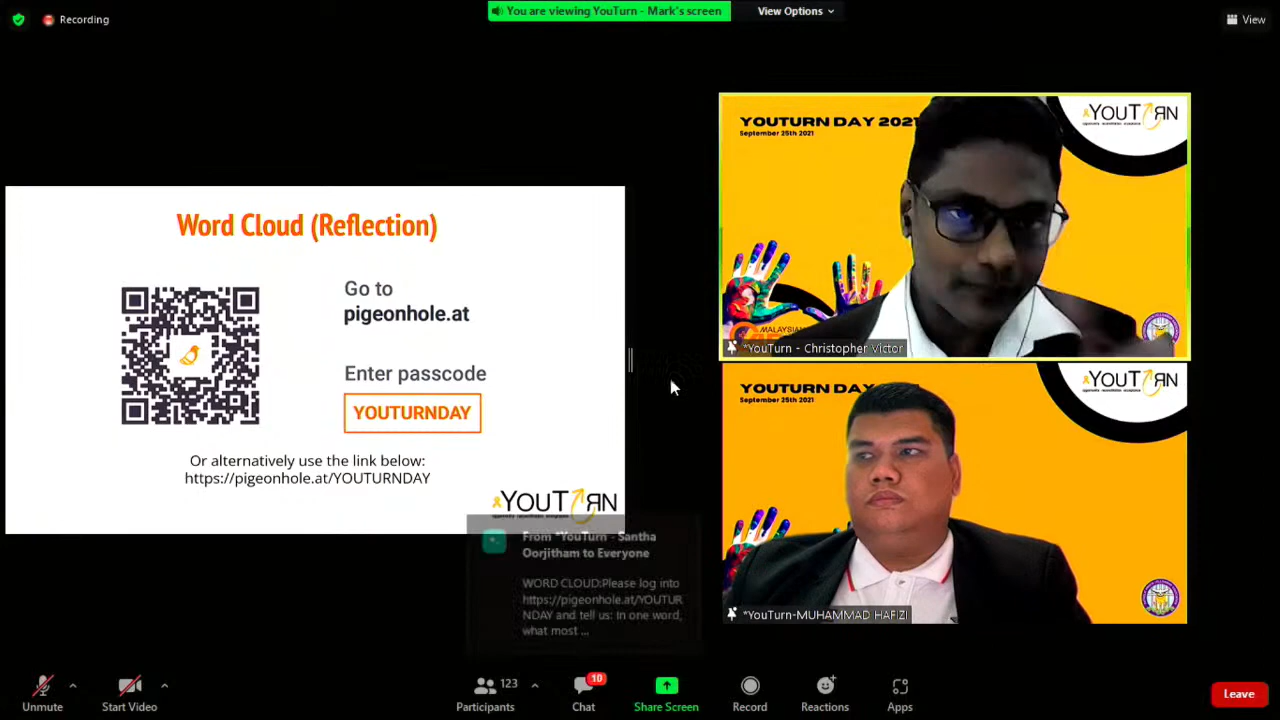 Recording
You are viewing YouTurn - Mark's screen
View Options
View
Word Cloud (Reflection)
Go to
pigeonhole.at
Enter passcode
YOUTURNDAY
Or alternatively use the link below:
https://pigeonhole.at/YOUTURNDAY
YOUTURN
From *YouTurn - Santha
Oorjitham to Everyone
WORD CLOUD:Please log into
https://pigeonhole.at/YOUTUR
NDAY and tell us: In one word,
what most ...
YOUTURN DAY 2021
September 25th 2021
YOUTURN
MALAYSIAN
*YouTurn - Christopher Victor
YOUTURN DAY
September 25th 2021
YOUTURN
*YouTurn-MUHAMMAD HAFIZI
Unmute
Start Video
123
Participants
10
Chat
Share Screen
Record
Reactions
Apps
Leave